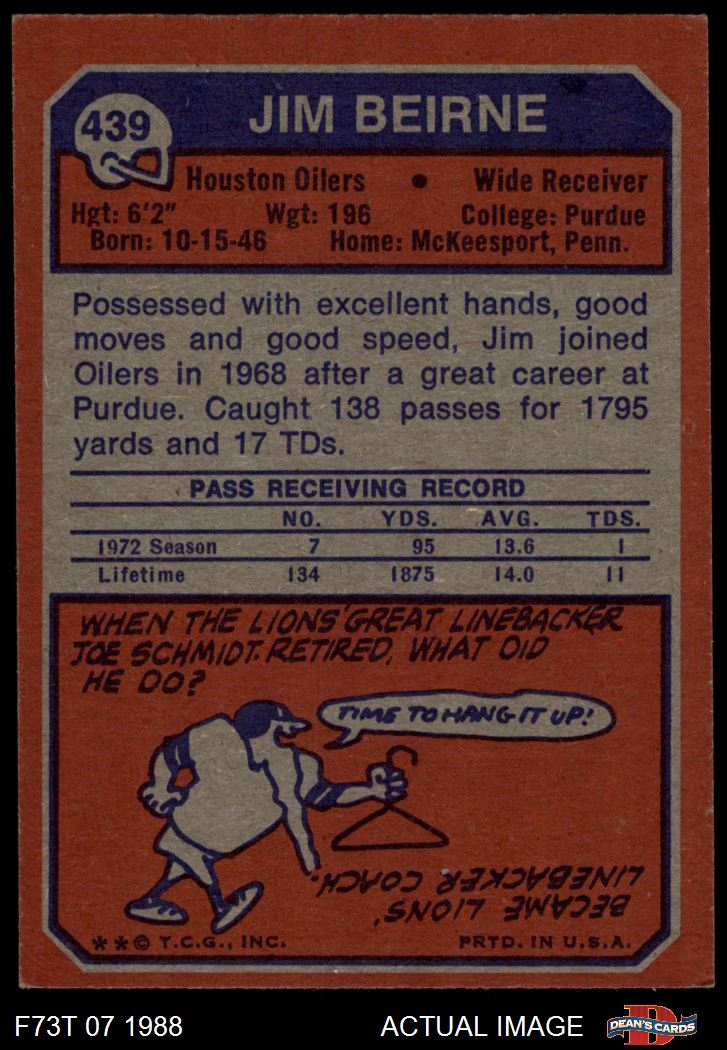 439
JIM BEIRNE
Houston Oilers • Wide Receiver
Hgt: 6'2" Wgt: 196 College: Purdue
Born: 10-15-46 Home: McKeesport, Penn.
Possessed with excellent hands, good
moves and good speed, Jim joined
Oilers in 1968 after a great career at
Purdue. Caught 138 passes for 1795
yards and 17 TDs.
PASS RECEIVING RECORD
NO. YDS. AVG. TDS.
1972 Season 7 95 13.6 1
Lifetime 134 1875 14.0 11
WHEN THE LIONS' GREAT LINEBACKER
JOE SCHMIDT RETIRED, WHAT DID
HE DO?
TIME TO HANG IT UP!
BECAME LIONS'
LINEBACKER COACH.
**© T.C.G., INC. PRTD. IN U.S.A.
F73T 07 1988 ACTUAL IMAGE
D
DEAN'S CARDS